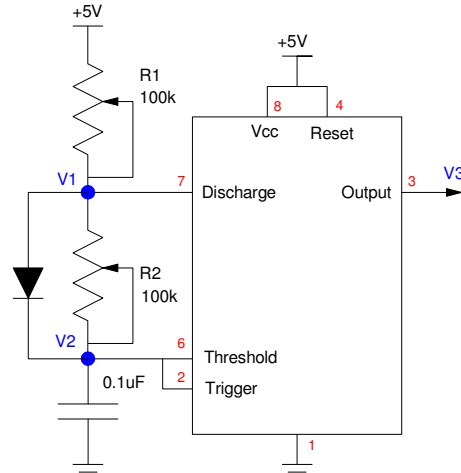 +5V
+5V
R1
100k
8
4
Vcc
Reset
V1
7
Discharge
Output
3
V3
R2
100k
V2
6
Threshold
0.1uF
2
Trigger
1